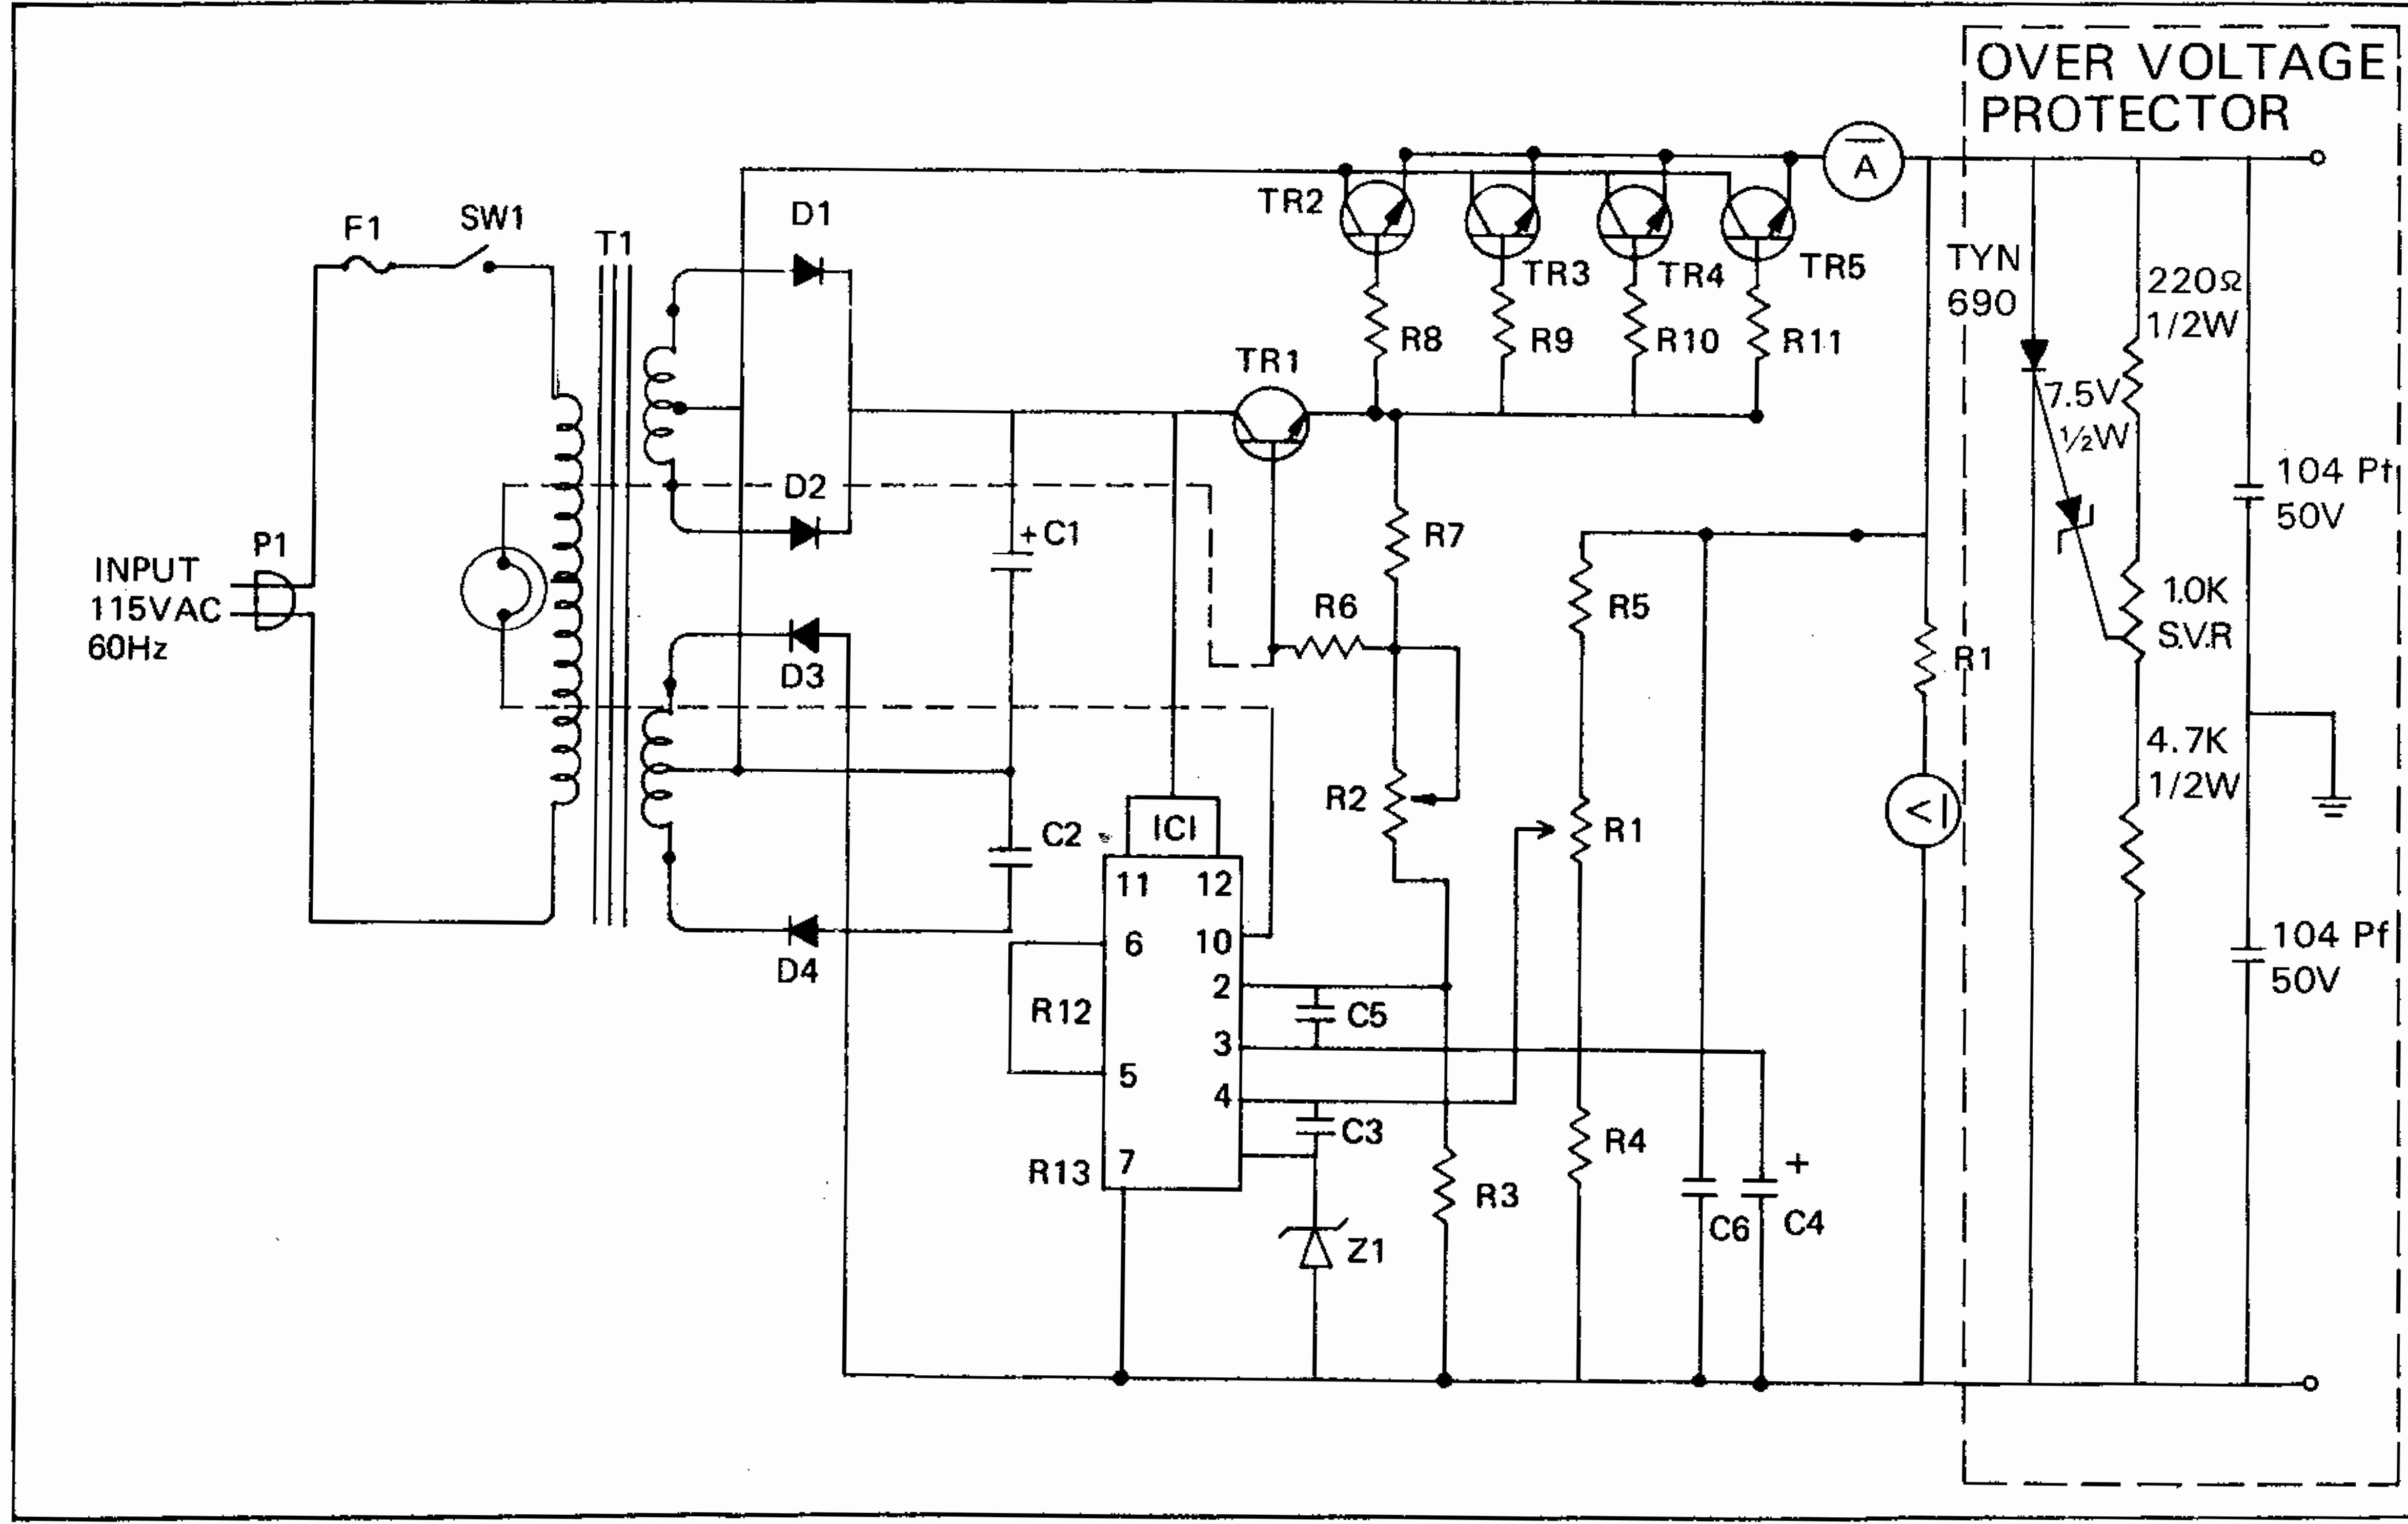 OVER VOLTAGE
PROTECTOR
A
TR2
TR3
TR4
TR5
F1
SW1
T1
D1
TYN
690
220Ω
1/2W
R8
R9
R10
R11
TR1
7.5V
½W
D2
104 Pf
50V
+C1
R7
P1
INPUT
115VAC
60Hz
R6
R5
1.0K
S.V.R
D3
R1
4.7K
1/2W
R2
C2
ICI
R1
V
11
12
6
10
D4
104 Pf
50V
2
R12
C5
3
5
4
C3
R4
R13
7
R3
+
C6
C4
Z1